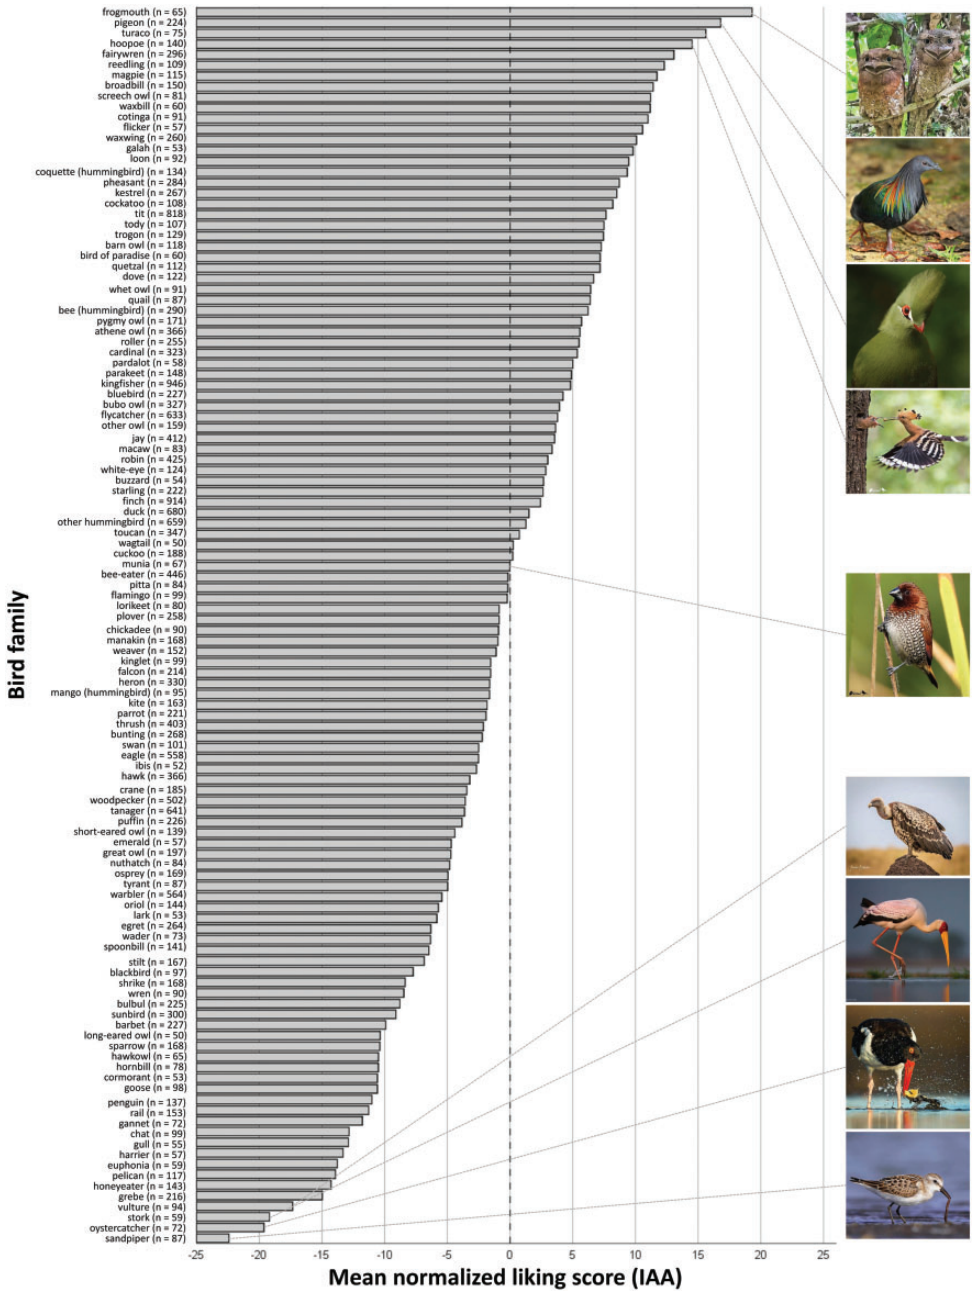 frogmouth (n = 65)
pigeon (n = 224)
turaco (n = 75)
hoopoe (n = 140)
fairywren (n = 296)
reedling (n = 109)
magpie (n = 115)
broadbill (n = 150)
screech owl (n = 81)
waxbill (n = 60)
cotinga (n = 91)
flicker (n = 57)
waxwing (n = 260)
galah (n = 53)
loon (n = 92)
coquette (hummingbird) (n = 134)
pheasant (n = 284)
kestrel (n = 267)
cockatoo (n = 108)
tit (n = 818)
tody (n = 107)
trogon (n = 129)
barn owl (n = 118)
bird of paradise (n = 60)
quetzal (n = 112)
dove (n = 122)
whet owl (n = 91)
quail (n = 87)
bee (hummingbird) (n = 290)
pygmy owl (n = 171)
athene owl (n = 366)
roller (n = 255)
cardinal (n = 323)
pardalot (n = 58)
parakeet (n = 148)
kingfisher (n = 946)
bluebird (n = 227)
bubo owl (n = 327)
flycatcher (n = 633)
other owl (n = 159)
jay (n = 412)
macaw (n = 83)
robin (n = 425)
white-eye (n = 124)
buzzard (n = 54)
starling (n = 222)
finch (n = 914)
duck (n = 680)
other hummingbird (n = 659)
toucan (n = 347)
wagtail (n = 50)
cuckoo (n = 188)
munia (n = 67)
bee-eater (n = 446)
pitta (n = 84)
flamingo (n = 99)
lorikeet (n = 80)
plover (n = 258)
chickadee (n = 90)
manakin (n = 168)
weaver (n = 152)
kinglet (n = 99)
falcon (n = 214)
heron (n = 330)
mango (hummingbird) (n = 95)
kite (n = 163)
parrot (n = 221)
thrush (n = 403)
bunting (n = 268)
swan (n = 101)
eagle (n = 558)
ibis (n = 52)
hawk (n = 366)
crane (n = 185)
woodpecker (n = 502)
tanager (n = 641)
puffin (n = 226)
short-eared owl (n = 139)
emerald (n = 57)
great owl (n = 197)
nuthatch (n = 84)
osprey (n = 169)
tyrant (n = 87)
warbler (n = 564)
oriol (n = 144)
lark (n = 53)
egret (n = 264)
wader (n = 73)
spoonbill (n = 141)
stilt (n = 167)
blackbird (n = 97)
shrike (n = 168)
wren (n = 90)
bulbul (n = 225)
sunbird (n = 300)
barbet (n = 227)
long-eared owl (n = 50)
sparrow (n = 168)
hawkowl (n = 65)
hornbill (n = 78)
cormorant (n = 53)
goose (n = 98)
penguin (n = 137)
rail (n = 153)
gannet (n = 72)
chat (n = 99)
gull (n = 55)
harrier (n = 57)
euphonia (n = 59)
pelican (n = 117)
honeyeater (n = 143)
grebe (n = 216)
vulture (n = 94)
stork (n = 59)
oystercatcher (n = 72)
sandpiper (n = 87)
Bird family
-25 -20 -15 -10 -5 0 5 10 15 20 25
Mean normalized liking score (IAA)